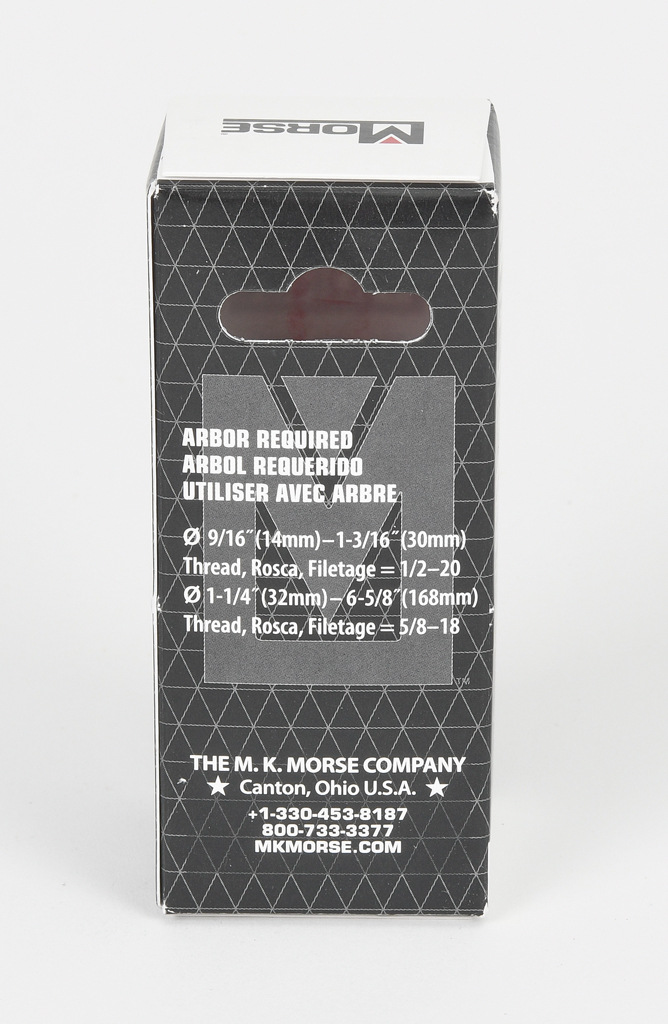 MORSE
ARBOR REQUIRED
ARBOL REQUERIDO
UTILISER AVEC ARBRE
Ø 9/16″(14mm)–1-3/16″(30mm)
Thread, Rosca, Filetage = 1/2–20
Ø 1-1/4″(32mm)– 6-5/8″(168mm)
Thread, Rosca, Filetage = 5/8–18
M TM
THE M. K. MORSE COMPANY
★ Canton, Ohio U.S.A. ★
+1-330-453-8187
800-733-3377
MKMORSE.COM